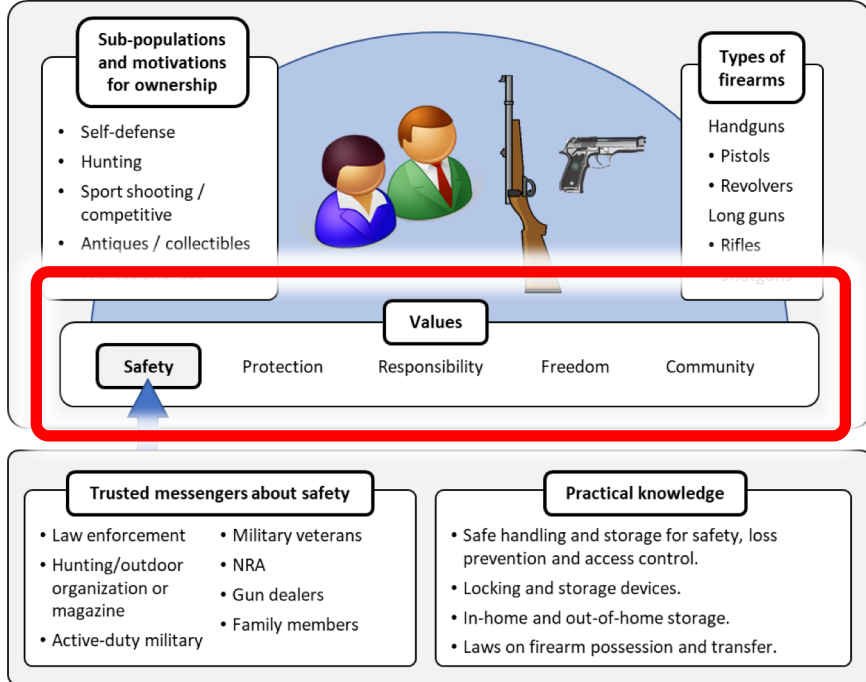 Sub-populations
and motivations
for ownership
• Self-defense
• Hunting
• Sport shooting /
competitive
• Antiques / collectibles
Types of
firearms
Handguns
• Pistols
• Revolvers
Long guns
• Rifles
Shotguns
Values
Safety
Protection
Responsibility
Freedom
Community
Trusted messengers about safety
• Law enforcement
• Hunting/outdoor
organization or
magazine
• Active-duty military
• Military veterans
• NRA
• Gun dealers
• Family members
Practical knowledge
• Safe handling and storage for safety, loss
prevention and access control.
• Locking and storage devices.
• In-home and out-of-home storage.
• Laws on firearm possession and transfer.